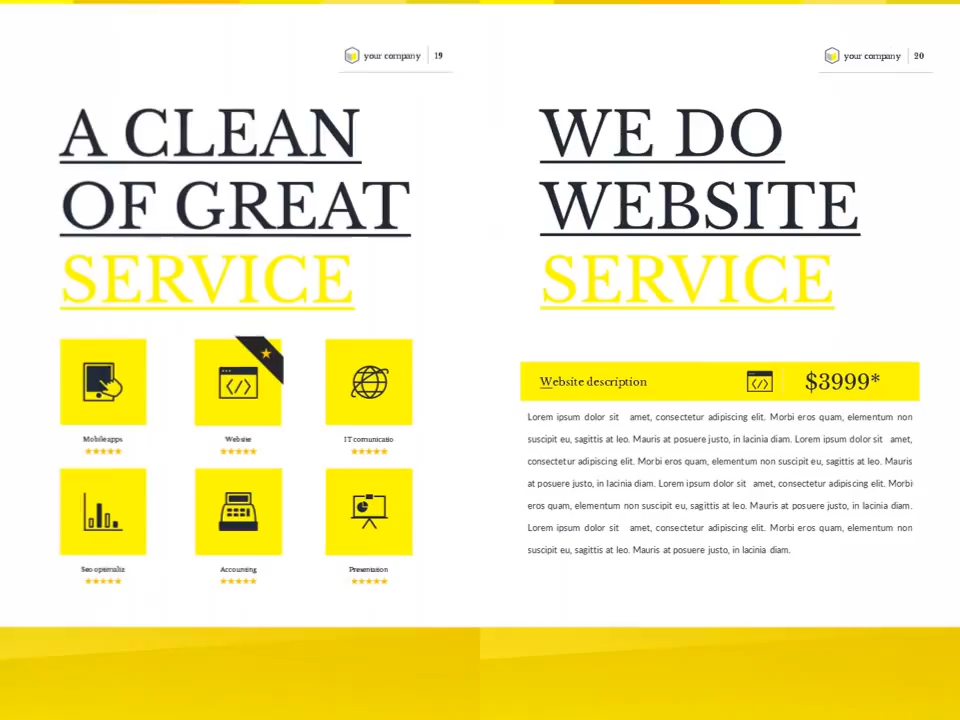 your company 19
A CLEAN
OF GREAT
SERVICE
Mobile apps
Website
IT comunicatio
Seo optimaliz
Accounting
Presentation
your company 20
WE DO
WEBSITE
SERVICE
Website description
$3999*
Lorem ipsum dolor sit amet, consectetur adipiscing elit. Morbi eros quam, elementum non
suscipit eu, sagittis at leo. Mauris at posuere justo, in lacinia diam. Lorem ipsum dolor sit amet,
consectetur adipiscing elit. Morbi eros quam, elementum non suscipit eu, sagittis at leo. Mauris
at posuere justo, in lacinia diam. Lorem ipsum dolor sit amet, consectetur adipiscing elit. Morbi
eros quam, elementum non suscipit eu, sagittis at leo. Mauris at posuere justo, in lacinia diam.
Lorem ipsum dolor sit amet, consectetur adipiscing elit. Morbi eros quam, elementum non
suscipit eu, sagittis at leo. Mauris at posuere justo, in lacinia diam.